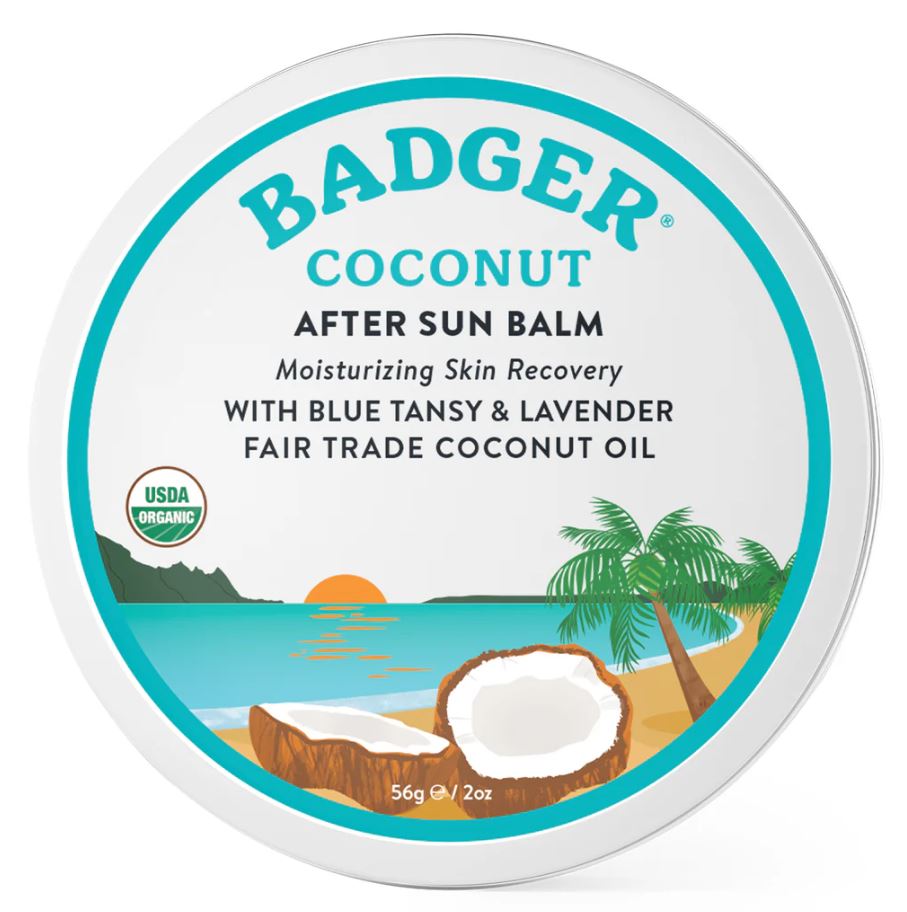 BADGER®
COCONUT
AFTER SUN BALM
Moisturizing Skin Recovery
WITH BLUE TANSY & LAVENDER
FAIR TRADE COCONUT OIL
USDA
ORGANIC
56g ℮ / 2oz